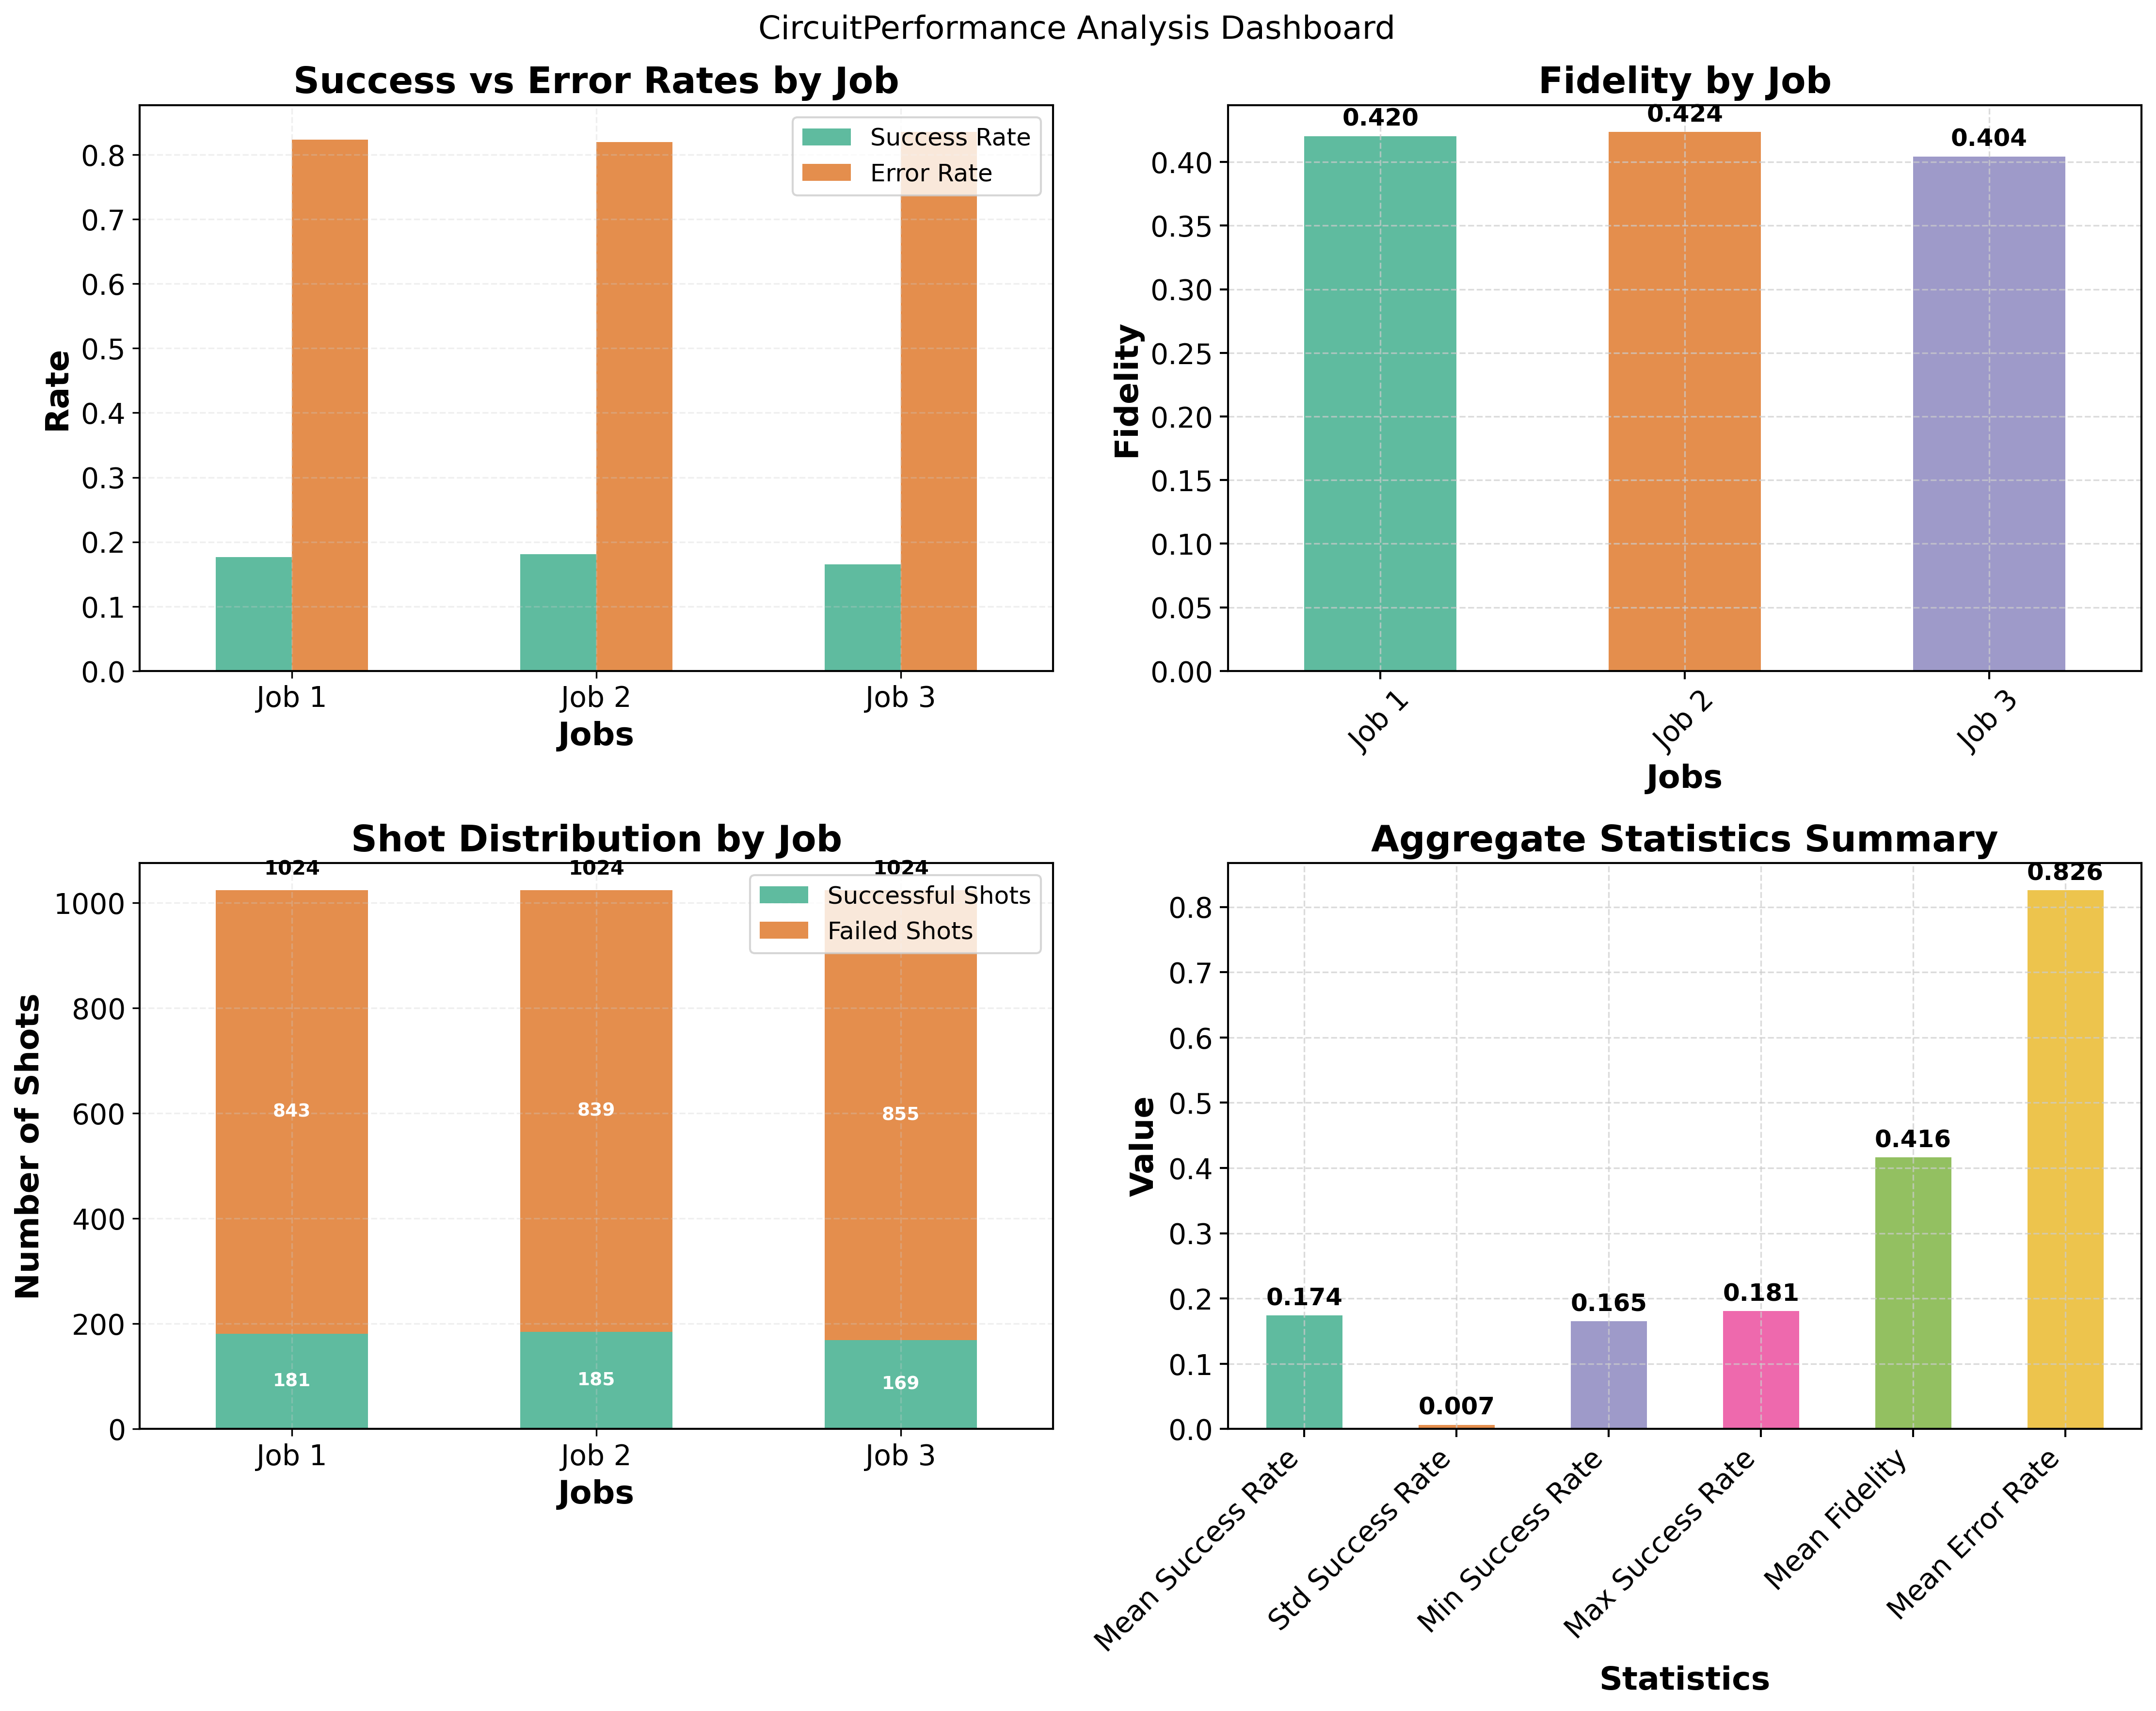 CircuitPerformance Analysis Dashboard
Success vs Error Rates by Job
Success Rate
Error Rate
0.8
0.7
0.6
0.5
0.4
0.3
0.2
0.1
0.0
Rate
Job 1 Job 2 Job 3
Jobs
Fidelity by Job
0.420 0.424 0.404
0.40
0.35
0.30
0.25
0.20
0.15
0.10
0.05
0.00
Fidelity
Job 1 Job 2 Job 3
Jobs
Shot Distribution by Job
1024 1024 1024
Successful Shots
Failed Shots
1000
800
600
400
200
0
Number of Shots
843 839 855
181 185 169
Job 1 Job 2 Job 3
Jobs
Aggregate Statistics Summary
0.8
0.7
0.6
0.5
0.4
0.3
0.2
0.1
0.0
Value
0.174 0.007 0.165 0.181 0.416 0.826
Mean Success Rate
Std Success Rate
Min Success Rate
Max Success Rate
Mean Fidelity
Mean Error Rate
Statistics